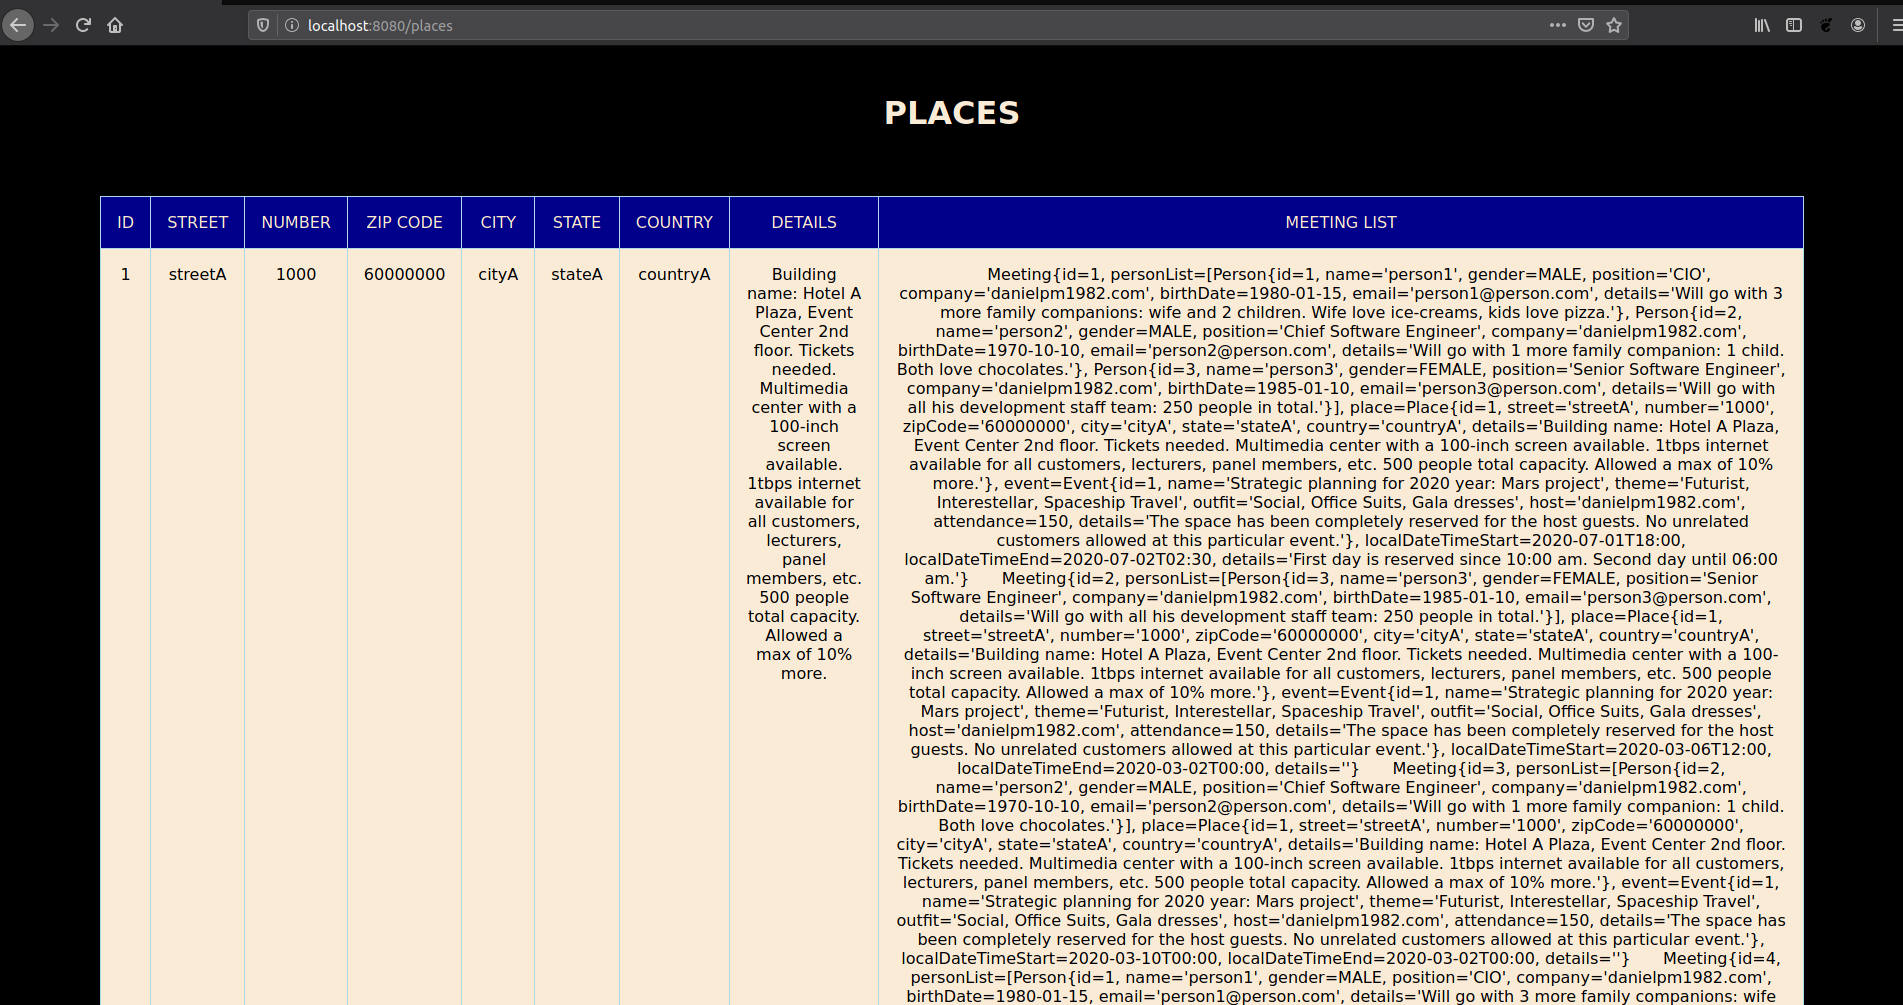 localhost:8080/places
PLACES
ID STREET NUMBER ZIP CODE CITY STATE COUNTRY DETAILS MEETING LIST
1 streetA 1000 60000000 cityA stateA countryA
Building
name: Hotel A
Plaza, Event
Center 2nd
floor. Tickets
needed.
Multimedia
center with a
100-inch
screen
available.
1tbps internet
available for
all customers,
lecturers,
panel
members, etc.
500 people
total capacity.
Allowed a
max of 10%
more.
Meeting{id=1, personList=[Person{id=1, name='person1', gender=MALE, position='CIO',
company='danielpm1982.com', birthDate=1980-01-15, email='person1@person.com', details='Will go with 3
more family companions: wife and 2 children. Wife love ice-creams, kids love pizza.'}, Person{id=2,
name='person2', gender=MALE, position='Chief Software Engineer', company='danielpm1982.com',
birthDate=1970-10-10, email='person2@person.com', details='Will go with 1 more family companion: 1 child.
Both love chocolates.'}, Person{id=3, name='person3', gender=FEMALE, position='Senior Software Engineer',
company='danielpm1982.com', birthDate=1985-01-10, email='person3@person.com', details='Will go with
all his development staff team: 250 people in total.'}], place=Place{id=1, street='streetA', number='1000',
zipCode='60000000', city='cityA', state='stateA', country='countryA', details='Building name: Hotel A Plaza,
Event Center 2nd floor. Tickets needed. Multimedia center with a 100-inch screen available. 1tbps internet
available for all customers, lecturers, panel members, etc. 500 people total capacity. Allowed a max of 10%
more.'}, event=Event{id=1, name='Strategic planning for 2020 year: Mars project', theme='Futurist,
Interestellar, Spaceship Travel', outfit='Social, Office Suits, Gala dresses', host='danielpm1982.com',
attendance=150, details='The space has been completely reserved for the host guests. No unrelated
customers allowed at this particular event.'}, localDateTimeStart=2020-07-01T18:00,
localDateTimeEnd=2020-07-02T02:30, details='First day is reserved since 10:00 am. Second day until 06:00
am.'} Meeting{id=2, personList=[Person{id=3, name='person3', gender=FEMALE, position='Senior
Software Engineer', company='danielpm1982.com', birthDate=1985-01-10, email='person3@person.com',
details='Will go with all his development staff team: 250 people in total.'}], place=Place{id=1,
street='streetA', number='1000', zipCode='60000000', city='cityA', state='stateA', country='countryA',
details='Building name: Hotel A Plaza, Event Center 2nd floor. Tickets needed. Multimedia center with a 100-
inch screen available. 1tbps internet available for all customers, lecturers, panel members, etc. 500 people
total capacity. Allowed a max of 10% more.'}, event=Event{id=1, name='Strategic planning for 2020 year:
Mars project', theme='Futurist, Interestellar, Spaceship Travel', outfit='Social, Office Suits, Gala dresses',
host='danielpm1982.com', attendance=150, details='The space has been completely reserved for the host
guests. No unrelated customers allowed at this particular event.'}, localDateTimeStart=2020-03-06T12:00,
localDateTimeEnd=2020-03-02T00:00, details=''} Meeting{id=3, personList=[Person{id=2,
name='person2', gender=MALE, position='Chief Software Engineer', company='danielpm1982.com',
birthDate=1970-10-10, email='person2@person.com', details='Will go with 1 more family companion: 1 child.
Both love chocolates.'}], place=Place{id=1, street='streetA', number='1000', zipCode='60000000',
city='cityA', state='stateA', country='countryA', details='Building name: Hotel A Plaza, Event Center 2nd floor.
Tickets needed. Multimedia center with a 100-inch screen available. 1tbps internet available for all customers,
lecturers, panel members, etc. 500 people total capacity. Allowed a max of 10% more.'}, event=Event{id=1,
name='Strategic planning for 2020 year: Mars project', theme='Futurist, Interestellar, Spaceship Travel',
outfit='Social, Office Suits, Gala dresses', host='danielpm1982.com', attendance=150, details='The space has
been completely reserved for the host guests. No unrelated customers allowed at this particular event.'},
localDateTimeStart=2020-03-10T00:00, localDateTimeEnd=2020-03-02T00:00, details=''} Meeting{id=4,
personList=[Person{id=1, name='person1', gender=MALE, position='CIO', company='danielpm1982.com',
birthDate=1980-01-15, email='person1@person.com', details='Will go with 3 more family companions: wife